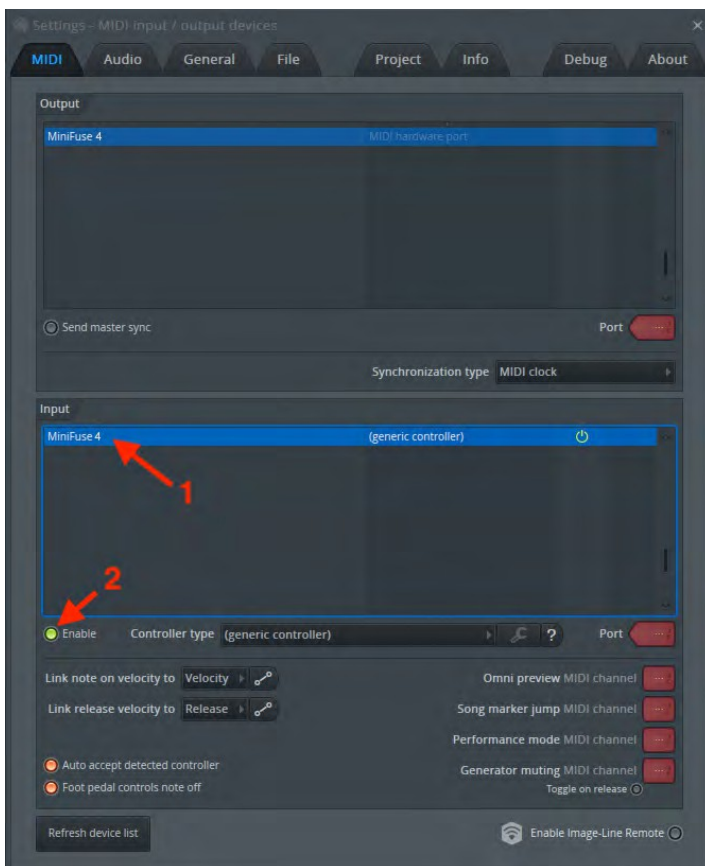 Settings - MIDI input / output devices
MIDI Audio General File Project Info Debug About
Output
MiniFuse 4 MIDI hardware port
Send master sync Port ...
Synchronization type MIDI clock
Input
MiniFuse 4 (generic controller)
1
2
Enable Controller type (generic controller) ? Port ...
Link note on velocity to Velocity Omni preview MIDI channel ...
Link release velocity to Release Song marker jump MIDI channel ...
Performance mode MIDI channel ...
Auto accept detected controller Generator muting MIDI channel ...
Foot pedal controls note off Toggle on release
Refresh device list Enable Image-Line Remote